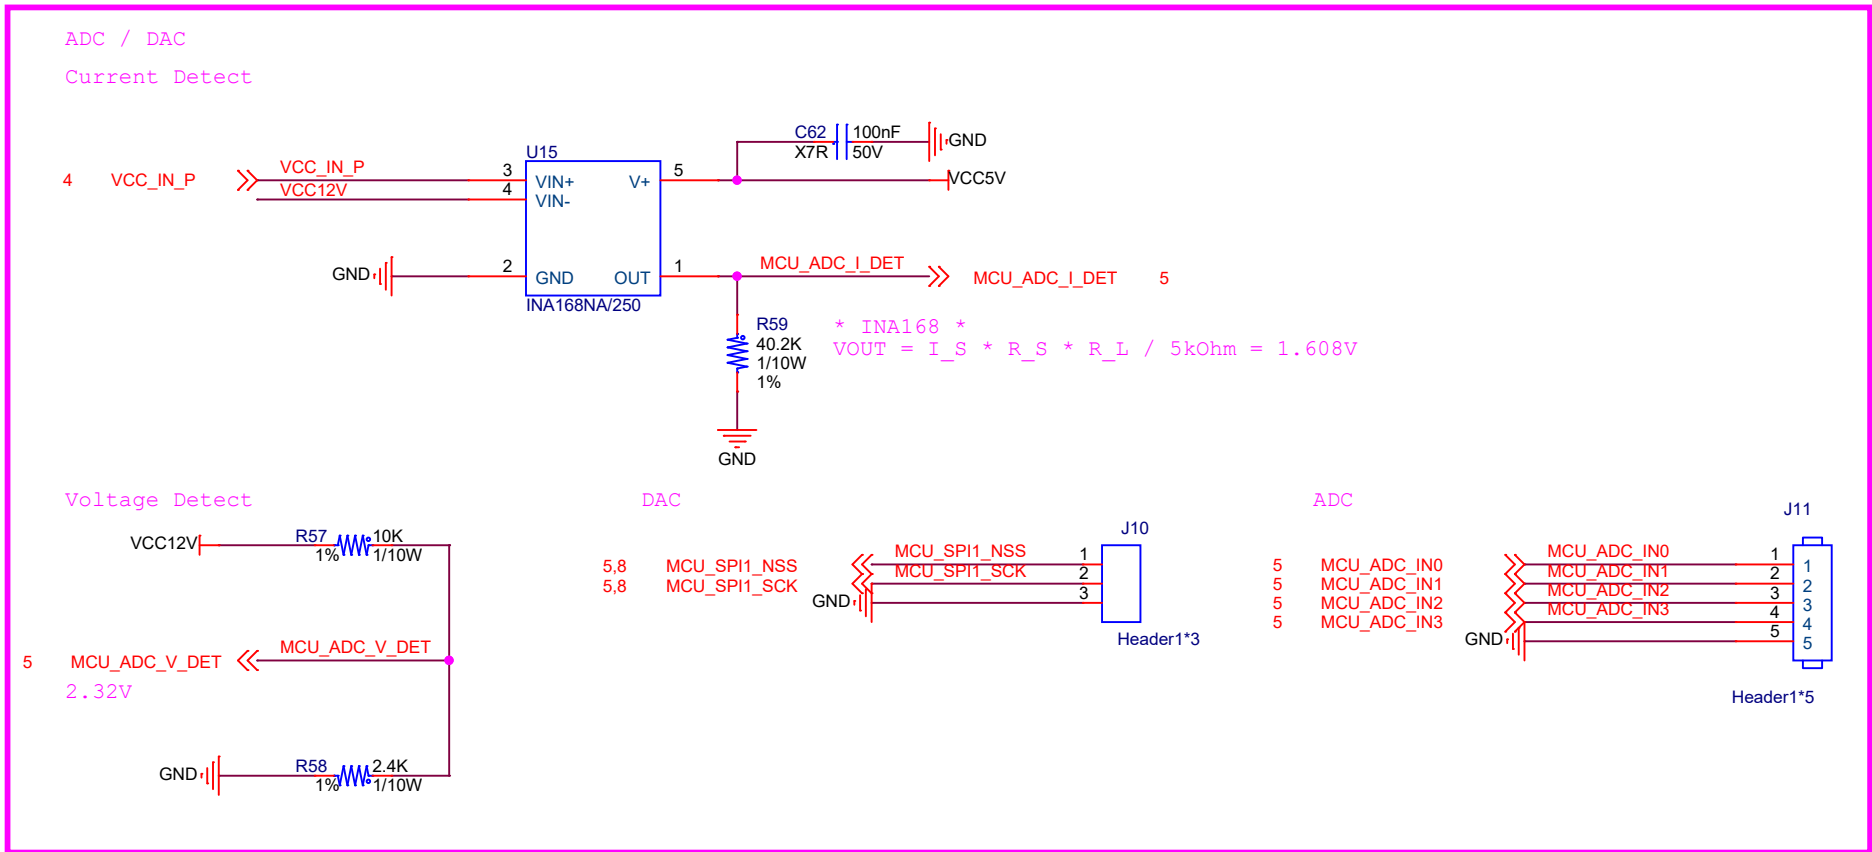 ADC / DAC
Current Detect
C62 100nF
X7R 50V
GND
U15
4 VCC_IN_P
VCC_IN_P 3 VIN+
VCC12V 4 VIN-
V+ 5
VCC5V
GND 2 GND
OUT 1
MCU_ADC_I_DET
MCU_ADC_I_DET 5
INA168NA/250
R59
40.2K
1/10W
1%
* INA168 *
VOUT = I_S * R_S * R_L / 5kOhm = 1.608V
GND
Voltage Detect
VCC12V
R57 10K
1% 1/10W
5 MCU_ADC_V_DET
MCU_ADC_V_DET
2.32V
GND
R58 2.4K
1% 1/10W
DAC
J10
5,8 MCU_SPI1_NSS
MCU_SPI1_NSS 1
5,8 MCU_SPI1_SCK
MCU_SPI1_SCK 2
GND 3
Header1*3
ADC
J11
5 MCU_ADC_IN0
MCU_ADC_IN0 1 1
5 MCU_ADC_IN1
MCU_ADC_IN1 2 2
5 MCU_ADC_IN2
MCU_ADC_IN2 3 3
5 MCU_ADC_IN3
MCU_ADC_IN3 4 4
GND 5 5
Header1*5